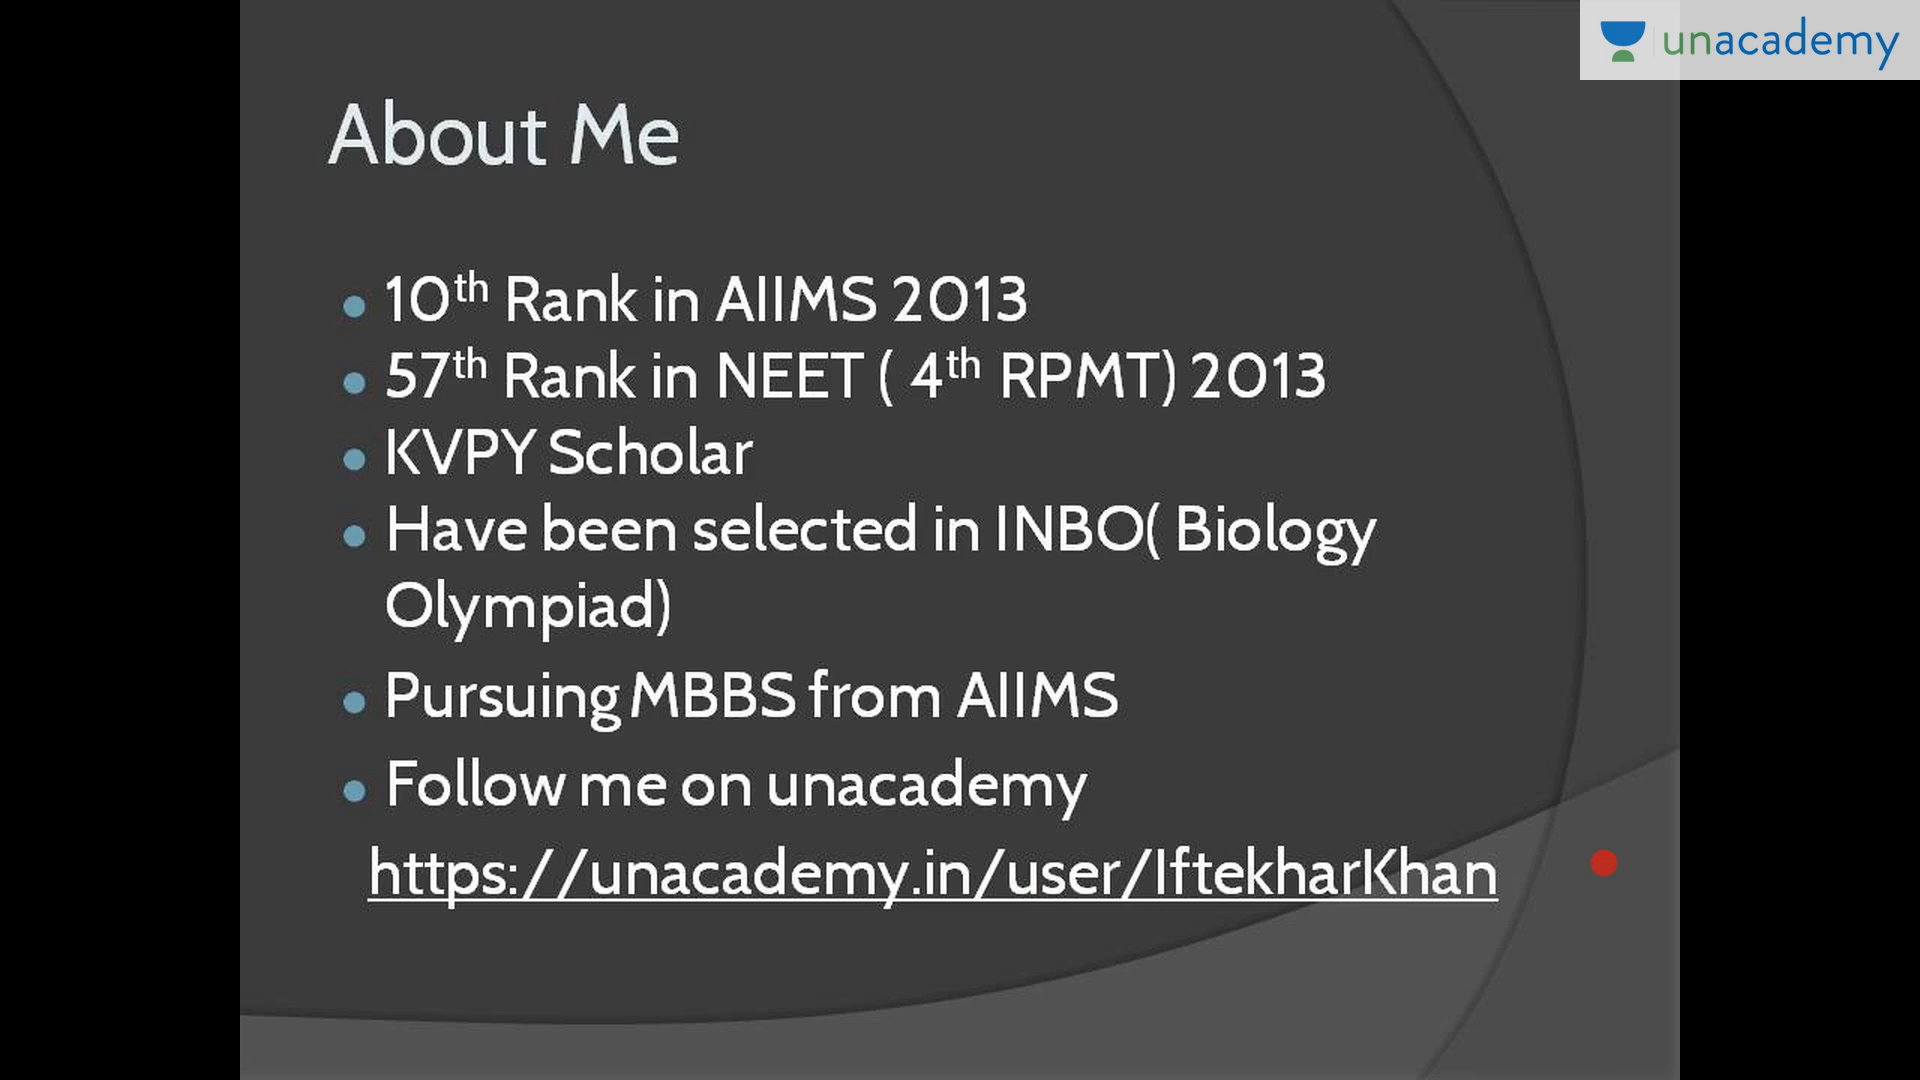 unacademy
About Me
10th Rank in AIIMS 2013
57th Rank in NEET ( 4th RPMT) 2013
KVPY Scholar
Have been selected in INBO( Biology
Olympiad)
Pursuing MBBS from AIIMS
Follow me on unacademy
https://unacademy.in/user/IftekharKhan